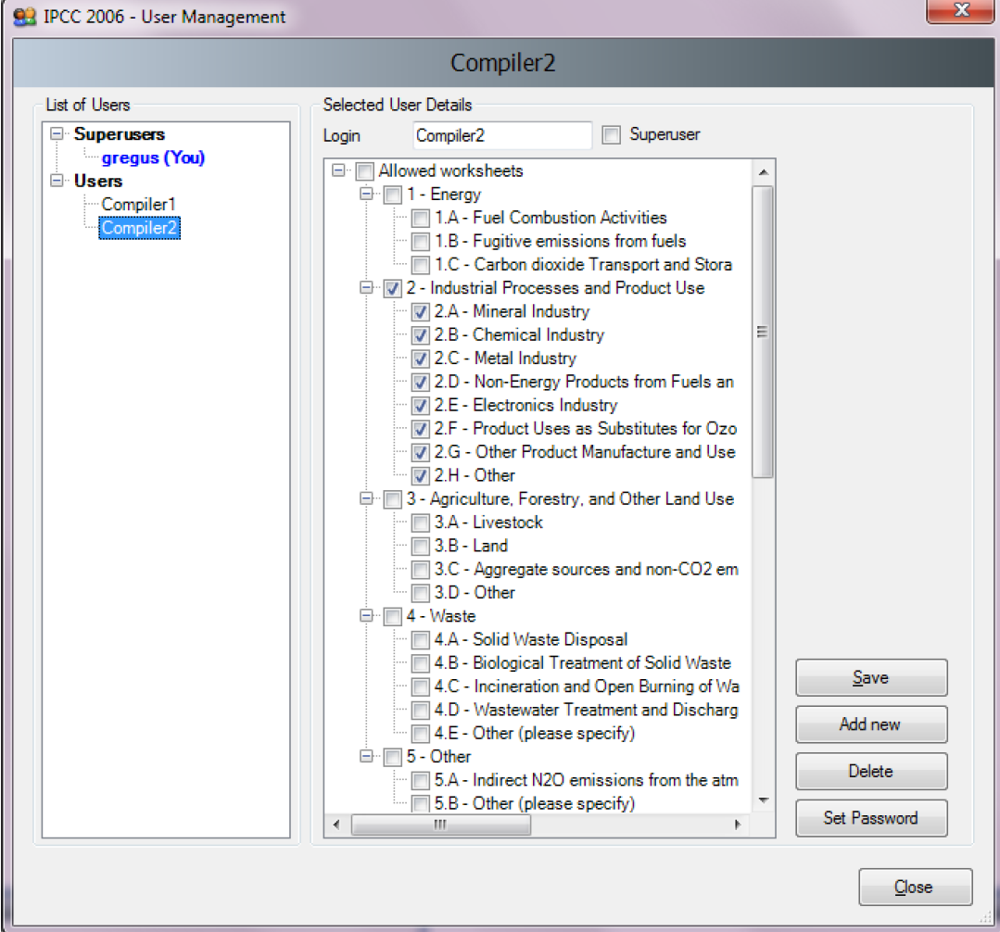 IPCC 2006 - User Management
Compiler2
List of Users
Superusers
gregus (You)
Users
Compiler1
Compiler2
Selected User Details
Login Compiler2 Superuser
Allowed worksheets
1 - Energy
1.A - Fuel Combustion Activities
1.B - Fugitive emissions from fuels
1.C - Carbon dioxide Transport and Stora
2 - Industrial Processes and Product Use
2.A - Mineral Industry
2.B - Chemical Industry
2.C - Metal Industry
2.D - Non-Energy Products from Fuels an
2.E - Electronics Industry
2.F - Product Uses as Substitutes for Ozo
2.G - Other Product Manufacture and Use
2.H - Other
3 - Agriculture, Forestry, and Other Land Use
3.A - Livestock
3.B - Land
3.C - Aggregate sources and non-CO2 em
3.D - Other
4 - Waste
4.A - Solid Waste Disposal
4.B - Biological Treatment of Solid Waste
4.C - Incineration and Open Burning of Wa
4.D - Wastewater Treatment and Discharg
4.E - Other (please specify)
5 - Other
5.A - Indirect N2O emissions from the atm
5.B - Other (please specify)
Save
Add new
Delete
Set Password
Close